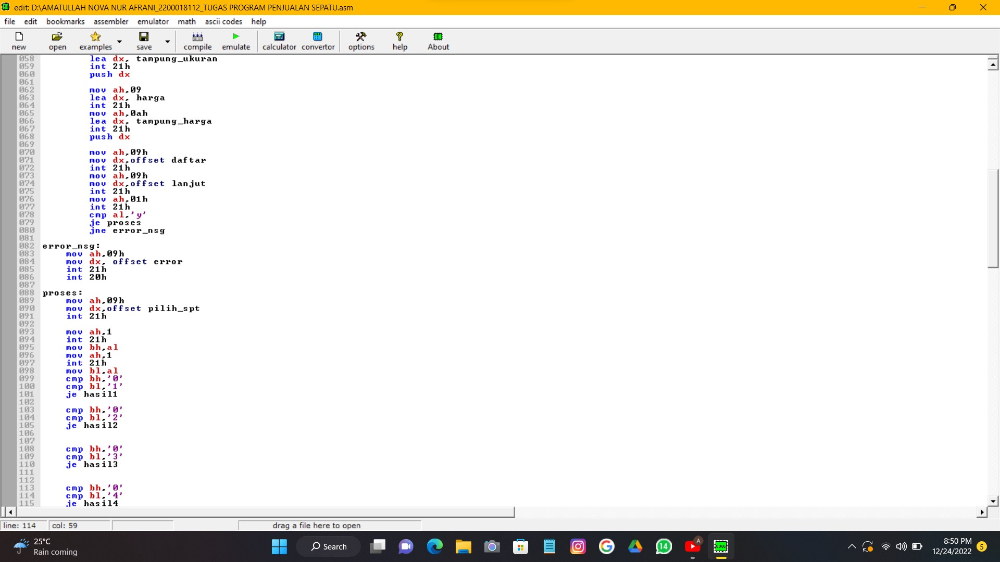 edit: D:\AMATULLAH NOVA NUR AFRANI_2200018112_TUGAS PROGRAM PENJUALAN SEPATU.asm
file edit bookmarks assembler emulator math ascii codes help
new open examples save compile emulate calculator convertor options help About
058 lea dx, tampung_ukuran
059 int 21h
060 push dx
061
062 mov ah,09
063 lea dx, harga
064 int 21h
065 mov ah,0ah
066 lea dx, tampung_harga
067 int 21h
068 push dx
069
070 mov ah,09h
071 mov dx,offset daftar
072 int 21h
073 mov ah,09h
074 mov dx,offset lanjut
075 int 21h
076 mov ah,01h
077 int 21h
078 cmp al,'y'
079 je proses
080 jne error_nsg
081
082 error_nsg:
083 mov ah,09h
084 mov dx, offset error
085 int 21h
086 int 20h
087
088 proses:
089 mov ah,09h
090 mov dx,offset pilih_spt
091 int 21h
092
093 mov ah,1
094 int 21h
095 mov bh,al
096 mov ah,1
097 int 21h
098 mov bl,al
099 cmp bh,'0'
100 cmp bl,'1'
101 je hasil1
102
103 cmp bh,'0'
104 cmp bl,'2'
105 je hasil2
106
107
108 cmp bh,'0'
109 cmp bl,'3'
110 je hasil3
111
112
113 cmp bh,'0'
114 cmp bl,'4'
115 je hasil4
line: 114 col: 59 drag a file here to open
25°C
Rain coming
Search
14
A
8086
8:50 PM
12/24/2022
5